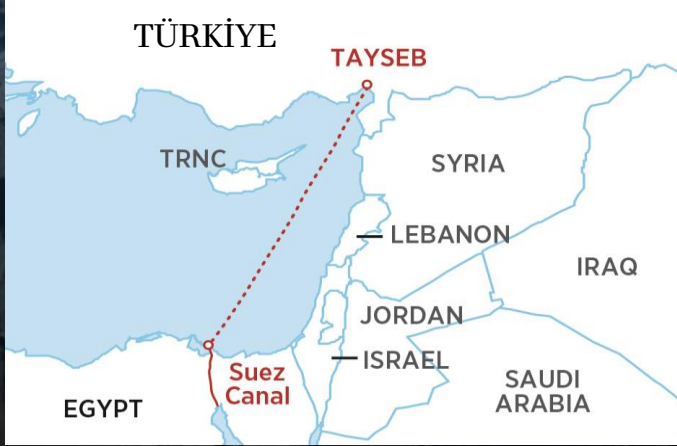 TÜRKİYE
TAYSEB
TRNC
SYRIA
LEBANON
IRAQ
JORDAN
ISRAEL
Suez
Canal
SAUDI
ARABIA
EGYPT